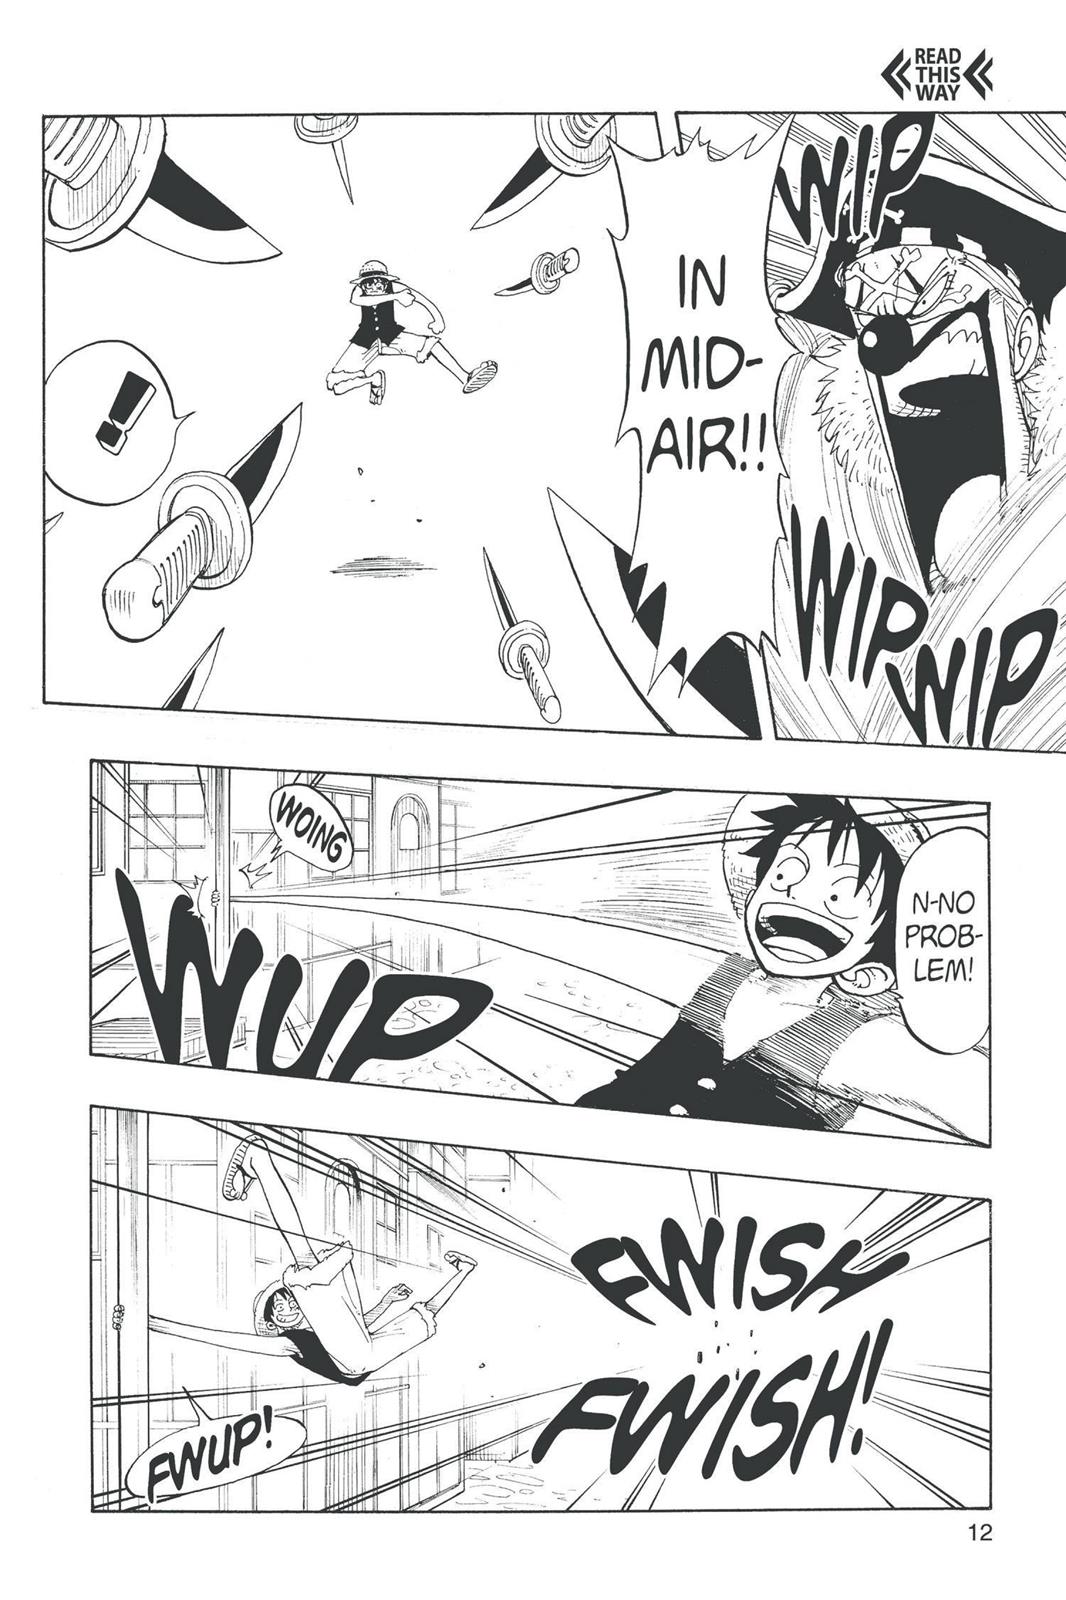 READ
THIS
WAY
WIP
WIP
WIP
IN
MID-
AIR!!
!
N-NO
PROB-
LEM!
WOING
WUP
FWISH
FWISH!
FWUP!
12